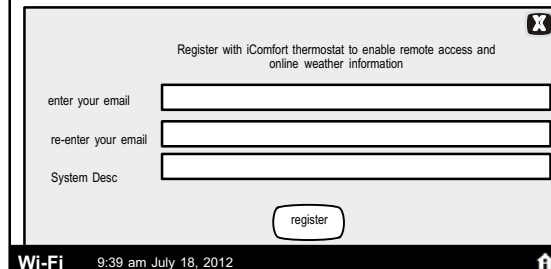 X
Register with iComfort thermostat to enable remote access and
online weather information
enter your email
re-enter your email
System Desc
register
Wi-Fi 9:39 am July 18, 2012